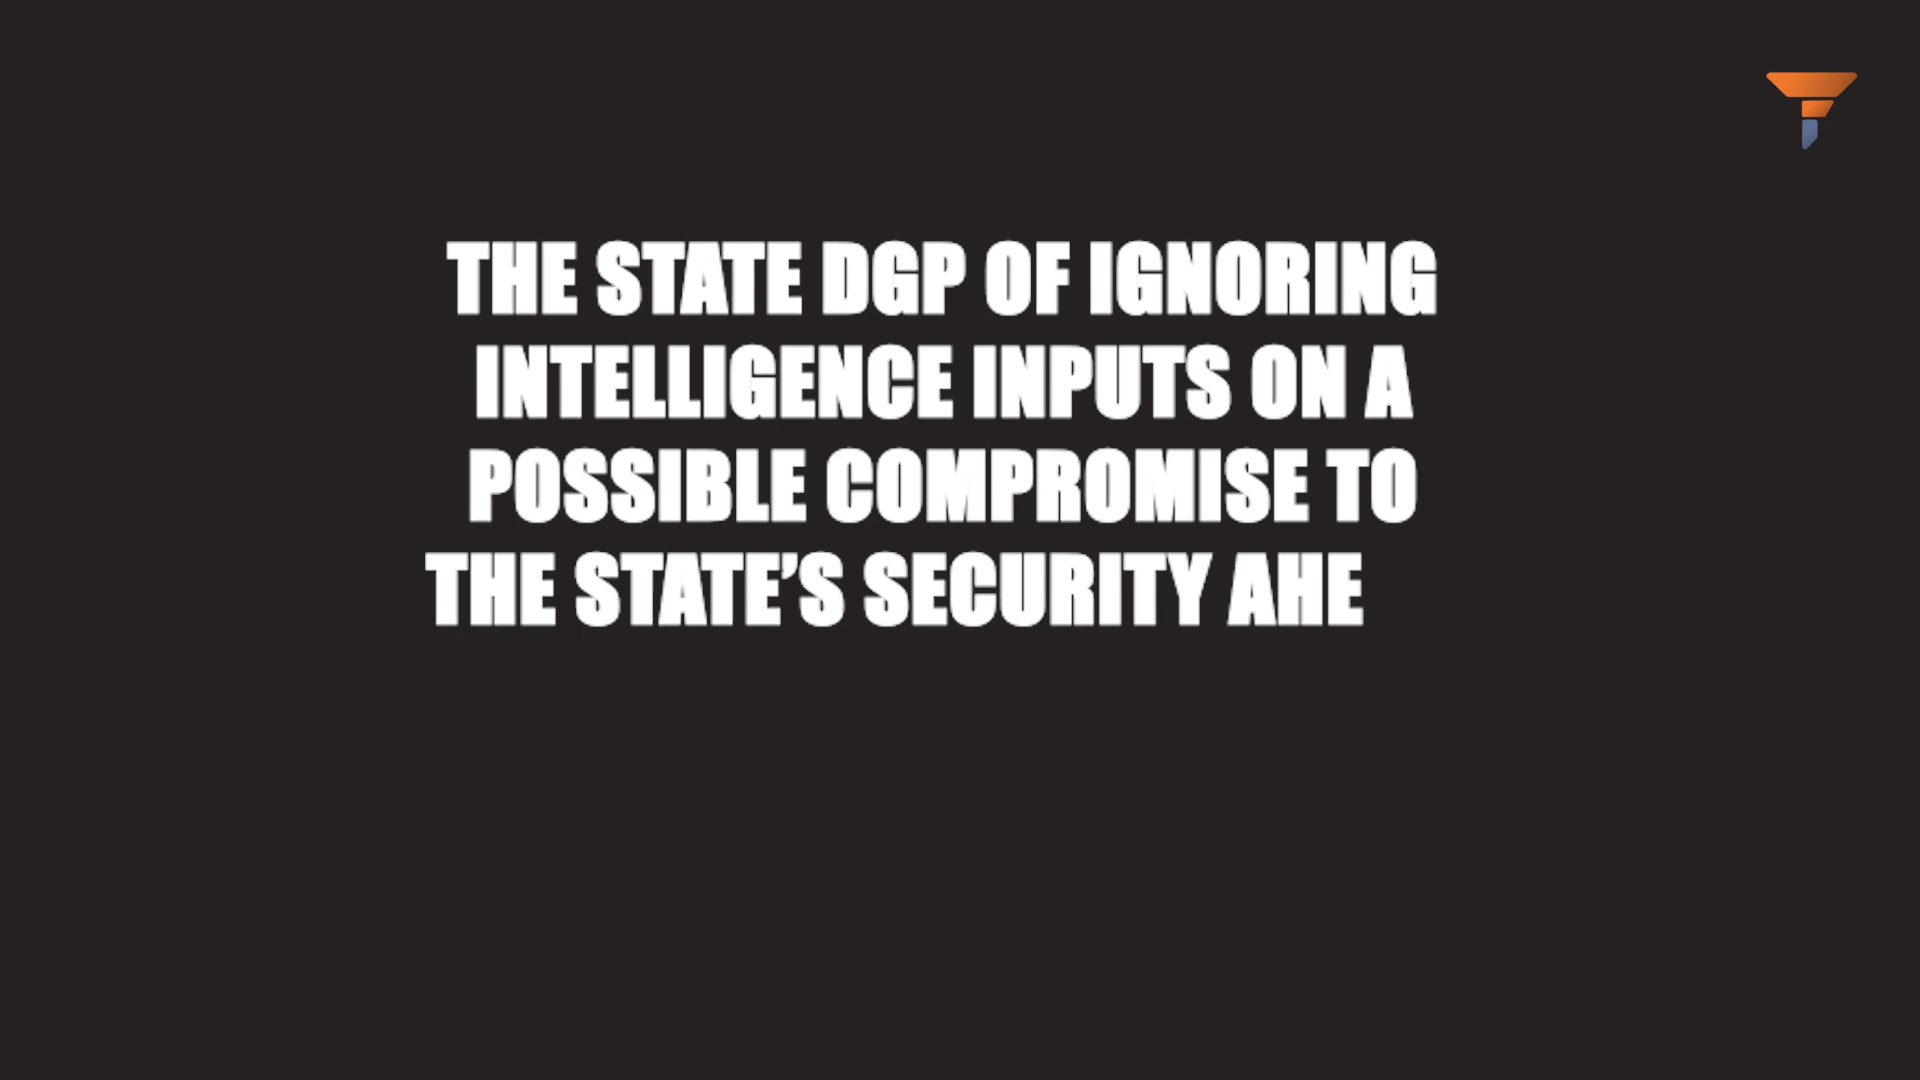 THE STATE DGP OF IGNORING
INTELLIGENCE INPUTS ON A
POSSIBLE COMPROMISE TO
THE STATE’S SECURITY AHE